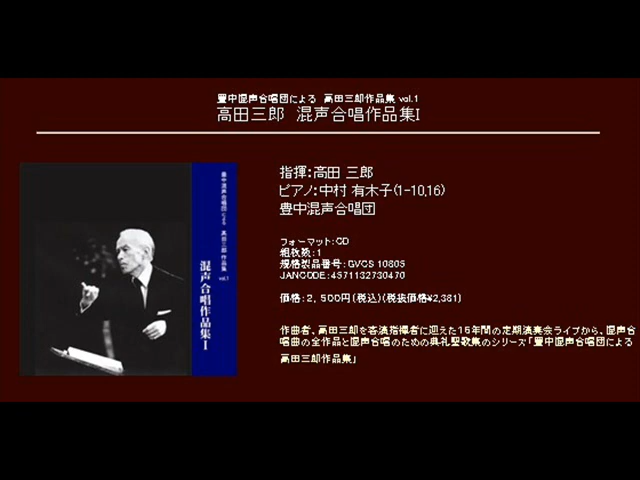 豊中混声合唱団による　高田三郎作品集 vol.1
高田三郎　混声合唱作品集I
豊中混声合唱団による 高田三郎作品集 vol.1
混声合唱作品集I
指揮：高田 三郎
ピアノ：中村 有木子(1-10,16)
豊中混声合唱団
フォーマット：CD
組枚数：1
規格製品番号：GVCS 10803
JANCODE：4571132730470
価格：2，500円（税込）（税抜価格¥2,381）
作曲者、高田三郎を客演指揮者に迎えた16年間の定期演奏会ライブから、混声合
唱曲の全作品と混声合唱のための典礼聖歌集のシリーズ「豊中混声合唱団による
高田三郎作品集」